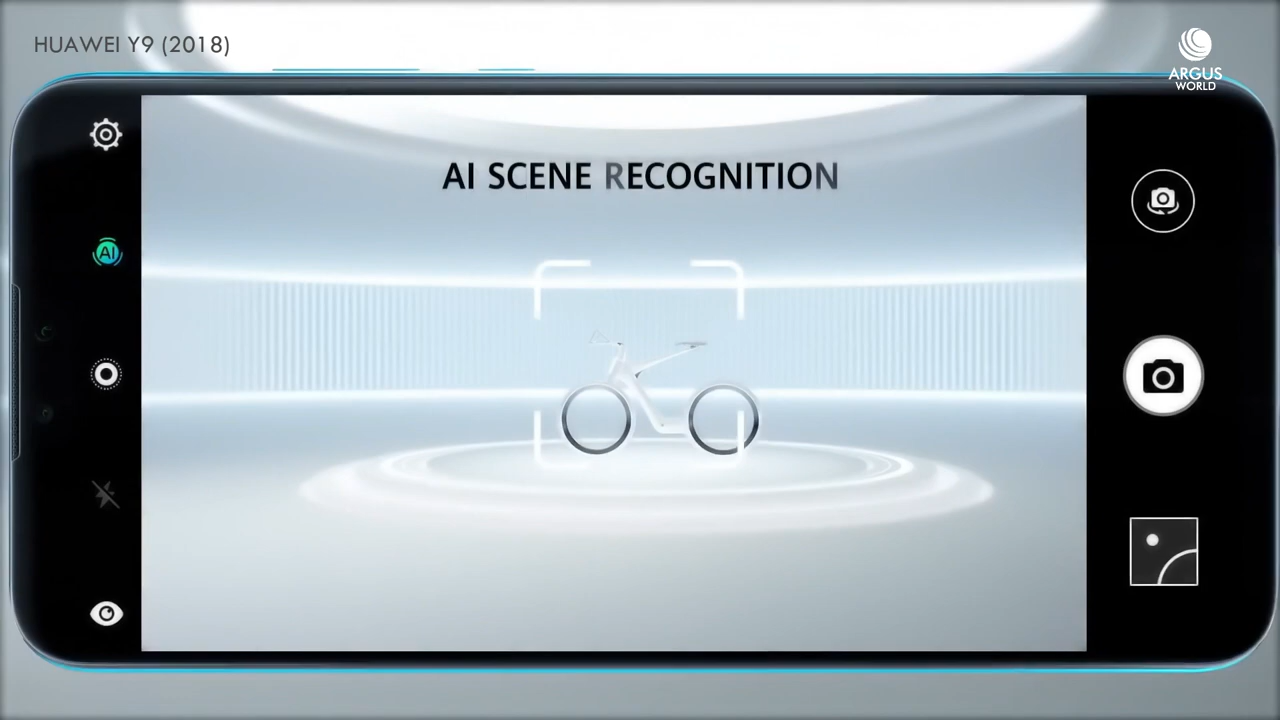 HUAWEI Y9 (2018)
ARGUS
WORLD
AI SCENE RECOGNITION
AI